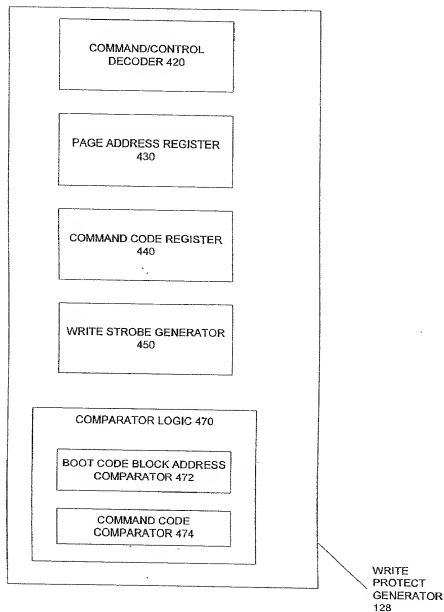 COMMAND/CONTROL
DECODER 420
PAGE ADDRESS REGISTER
430
COMMAND CODE REGISTER
440
WRITE STROBE GENERATOR
450
COMPARATOR LOGIC 470
BOOT CODE BLOCK ADDRESS
COMPARATOR 472
COMMAND CODE
COMPARATOR 474
WRITE
PROTECT
GENERATOR
128